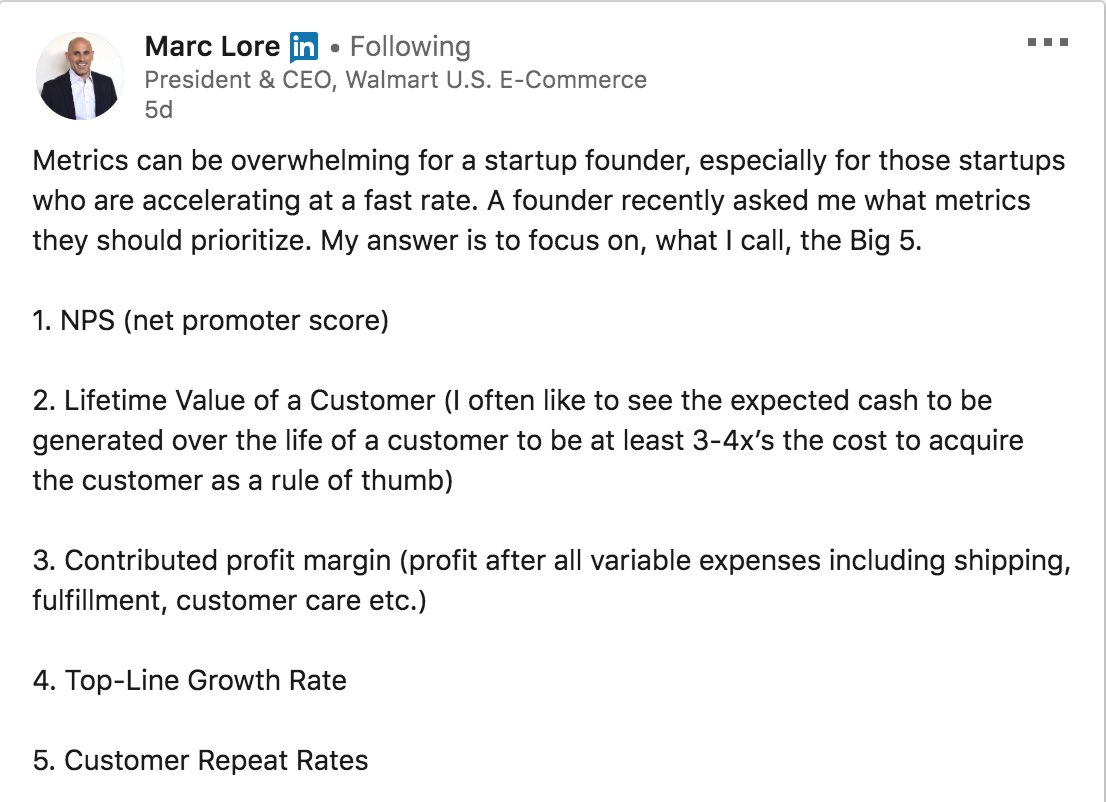 Marc Lore in • Following
President & CEO, Walmart U.S. E-Commerce
5d
Metrics can be overwhelming for a startup founder, especially for those startups
who are accelerating at a fast rate. A founder recently asked me what metrics
they should prioritize. My answer is to focus on, what I call, the Big 5.
1. NPS (net promoter score)
2. Lifetime Value of a Customer (I often like to see the expected cash to be
generated over the life of a customer to be at least 3-4x’s the cost to acquire
the customer as a rule of thumb)
3. Contributed profit margin (profit after all variable expenses including shipping,
fulfillment, customer care etc.)
4. Top-Line Growth Rate
5. Customer Repeat Rates